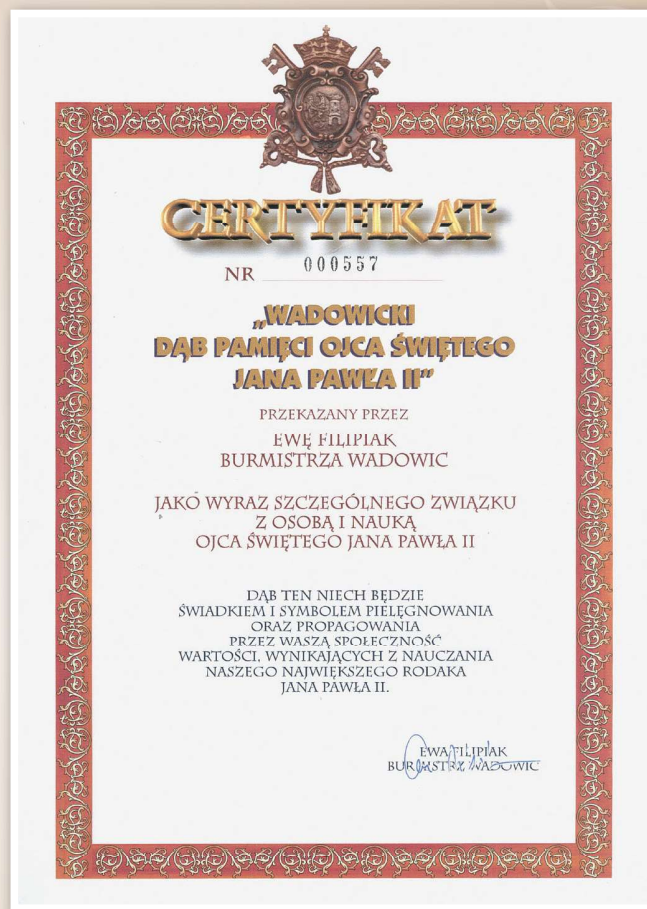 CERTYFIKAT
NR 000557
„WADOWICKI
DĄB PAMIĘCI OJCA ŚWIĘTEGO
JANA PAWŁA II”
PRZEKAZANY PRZEZ
EWĘ FILIPIAK
BURMISTRZA WADOWIC
JAKO WYRAZ SZCZEGÓLNEGO ZWIĄZKU
Z OSOBĄ I NAUKĄ
OJCA ŚWIĘTEGO JANA PAWŁA II
DĄB TEN NIECH BĘDZIE
ŚWIADKIEM I SYMBOLEM PIELĘGNOWANIA
ORAZ PROPAGOWANIA
PRZEZ WASZĄ SPOŁECZNOŚĆ
WARTOŚCI, WYNIKAJĄCYCH Z NAUCZANIA
NASZEGO NAJWIĘKSZEGO RODAKA
JANA PAWŁA II.
EWA FILIPIAK
BURMISTRZ WADOWIC